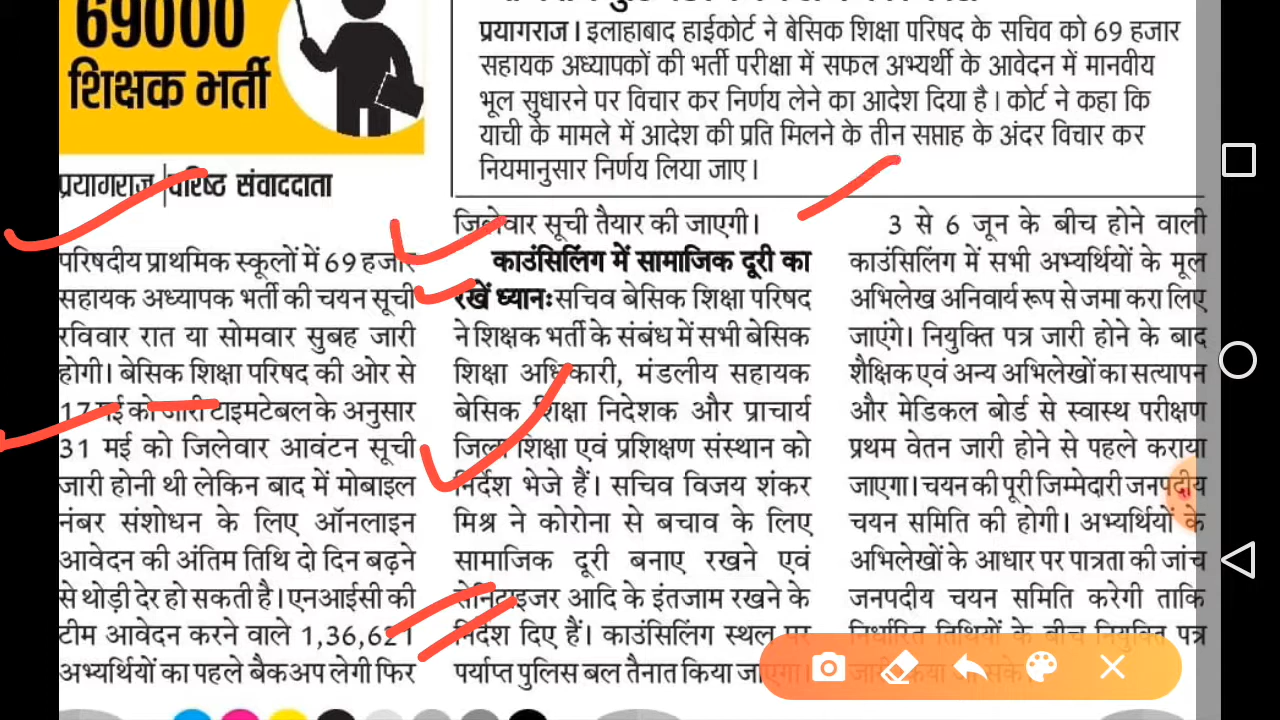 69000
शिक्षक भर्ती
प्रयागराज। इलाहाबाद हाईकोर्ट ने बेसिक शिक्षा परिषद के सचिव को 69 हजार
सहायक अध्यापकों की भर्ती परीक्षा में सफल अभ्यर्थी के आवेदन में मानवीय
भूल सुधारने पर विचार कर निर्णय लेने का आदेश दिया है। कोर्ट ने कहा कि
याची के मामले में आदेश की प्रति मिलने के तीन सप्ताह के अंदर विचार कर
नियमानुसार निर्णय लिया जाए।
प्रयागराज | वरिष्ठ संवाददाता
परिषदीय प्राथमिक स्कूलों में 69 हजार
सहायक अध्यापक भर्ती की चयन सूची
रविवार रात या सोमवार सुबह जारी
होगी। बेसिक शिक्षा परिषद की ओर से
17 मई को जारी टाइमटेबल के अनुसार
31 मई को जिलेवार आवंटन सूची
जारी होनी थी लेकिन बाद में मोबाइल
नंबर संशोधन के लिए ऑनलाइन
आवेदन की अंतिम तिथि दो दिन बढ़ने
से थोड़ी देर हो सकती है। एनआईसी की
टीम आवेदन करने वाले 1,36,621
अभ्यर्थियों का पहले बैकअप लेगी फिर
जिलेवार सूची तैयार की जाएगी।
काउंसिलिंग में सामाजिक दूरी का
रखें ध्यान: सचिव बेसिक शिक्षा परिषद
ने शिक्षक भर्ती के संबंध में सभी बेसिक
शिक्षा अधिकारी, मंडलीय सहायक
बेसिक शिक्षा निदेशक और प्राचार्य
जिला शिक्षा एवं प्रशिक्षण संस्थान को
निर्देश भेजे हैं। सचिव विजय शंकर
मिश्र ने कोरोना से बचाव के लिए
सामाजिक दूरी बनाए रखने एवं
सेनिटाइजर आदि के इंतजाम रखने के
निर्देश दिए हैं। काउंसिलिंग स्थल पर
पर्याप्त पुलिस बल तैनात किया जाएगा।
3 से 6 जून के बीच होने वाली
काउंसिलिंग में सभी अभ्यर्थियों के मूल
अभिलेख अनिवार्य रूप से जमा करा लिए
जाएंगे। नियुक्ति पत्र जारी होने के बाद
शैक्षिक एवं अन्य अभिलेखों का सत्यापन
और मेडिकल बोर्ड से स्वास्थ परीक्षण
प्रथम वेतन जारी होने से पहले कराया
जाएगा। चयन की पूरी जिम्मेदारी जनपदीय
चयन समिति की होगी। अभ्यर्थियों के
अभिलेखों के आधार पर पात्रता की जांच
जनपदीय चयन समिति करेगी ताकि
निर्धारित तिथियों के बीच नियुक्ति पत्र
जारी किया जा सके।